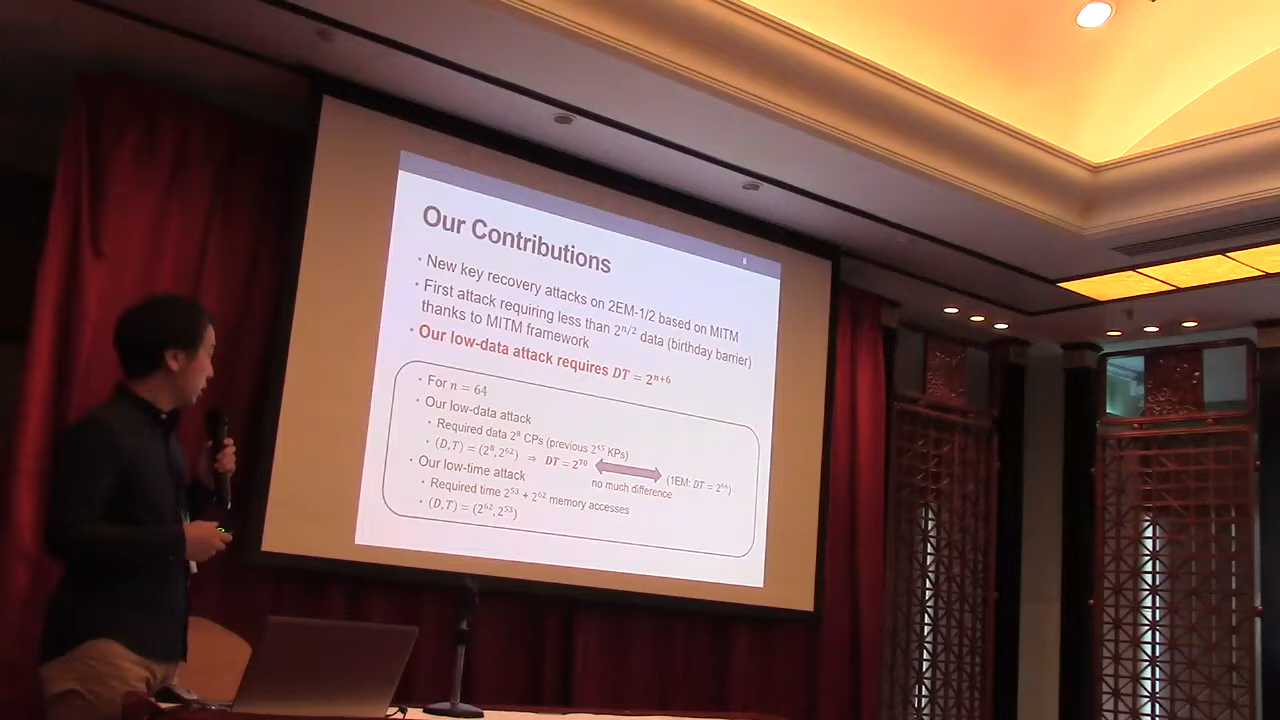 6
Our Contributions
• New key recovery attacks on 2EM-1/2 based on MITM
• First attack requiring less than 2^{n/2} data (birthday barrier)
thanks to MITM framework
• Our low-data attack requires DT = 2^{n+6}
• For n = 64
• Our low-data attack
• Required data 2^8 CPs (previous 2^{45} KPs)
• (D,T) = (2^8, 2^{62}) ⇒ DT = 2^{70} (1EM: DT = 2^{64})
no much difference
• Our low-time attack
• Required time 2^{53} + 2^{62} memory accesses
• (D,T) = (2^{62}, 2^{53})